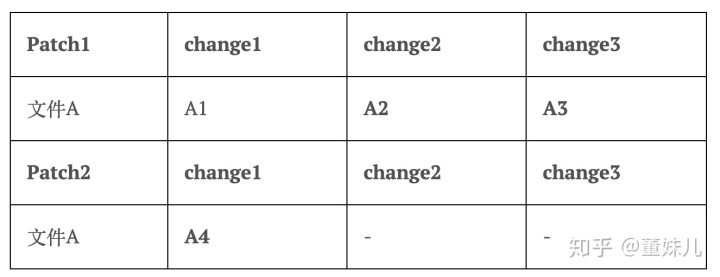 Patch1 change1 change2 change3
文件A A1 A2 A3
Patch2 change1 change2 change3
文件A A4 - -
知乎 @董妹儿